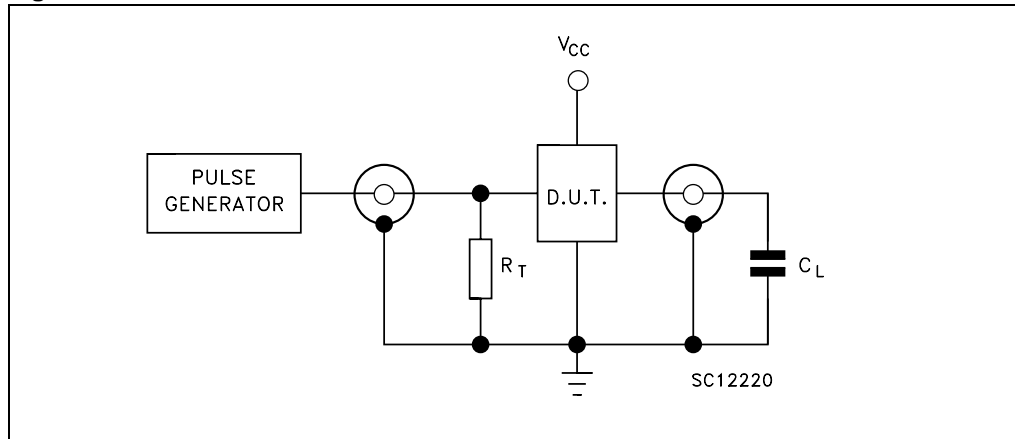 VCC
PULSE
GENERATOR
D.U.T.
RT
CL
SC12220